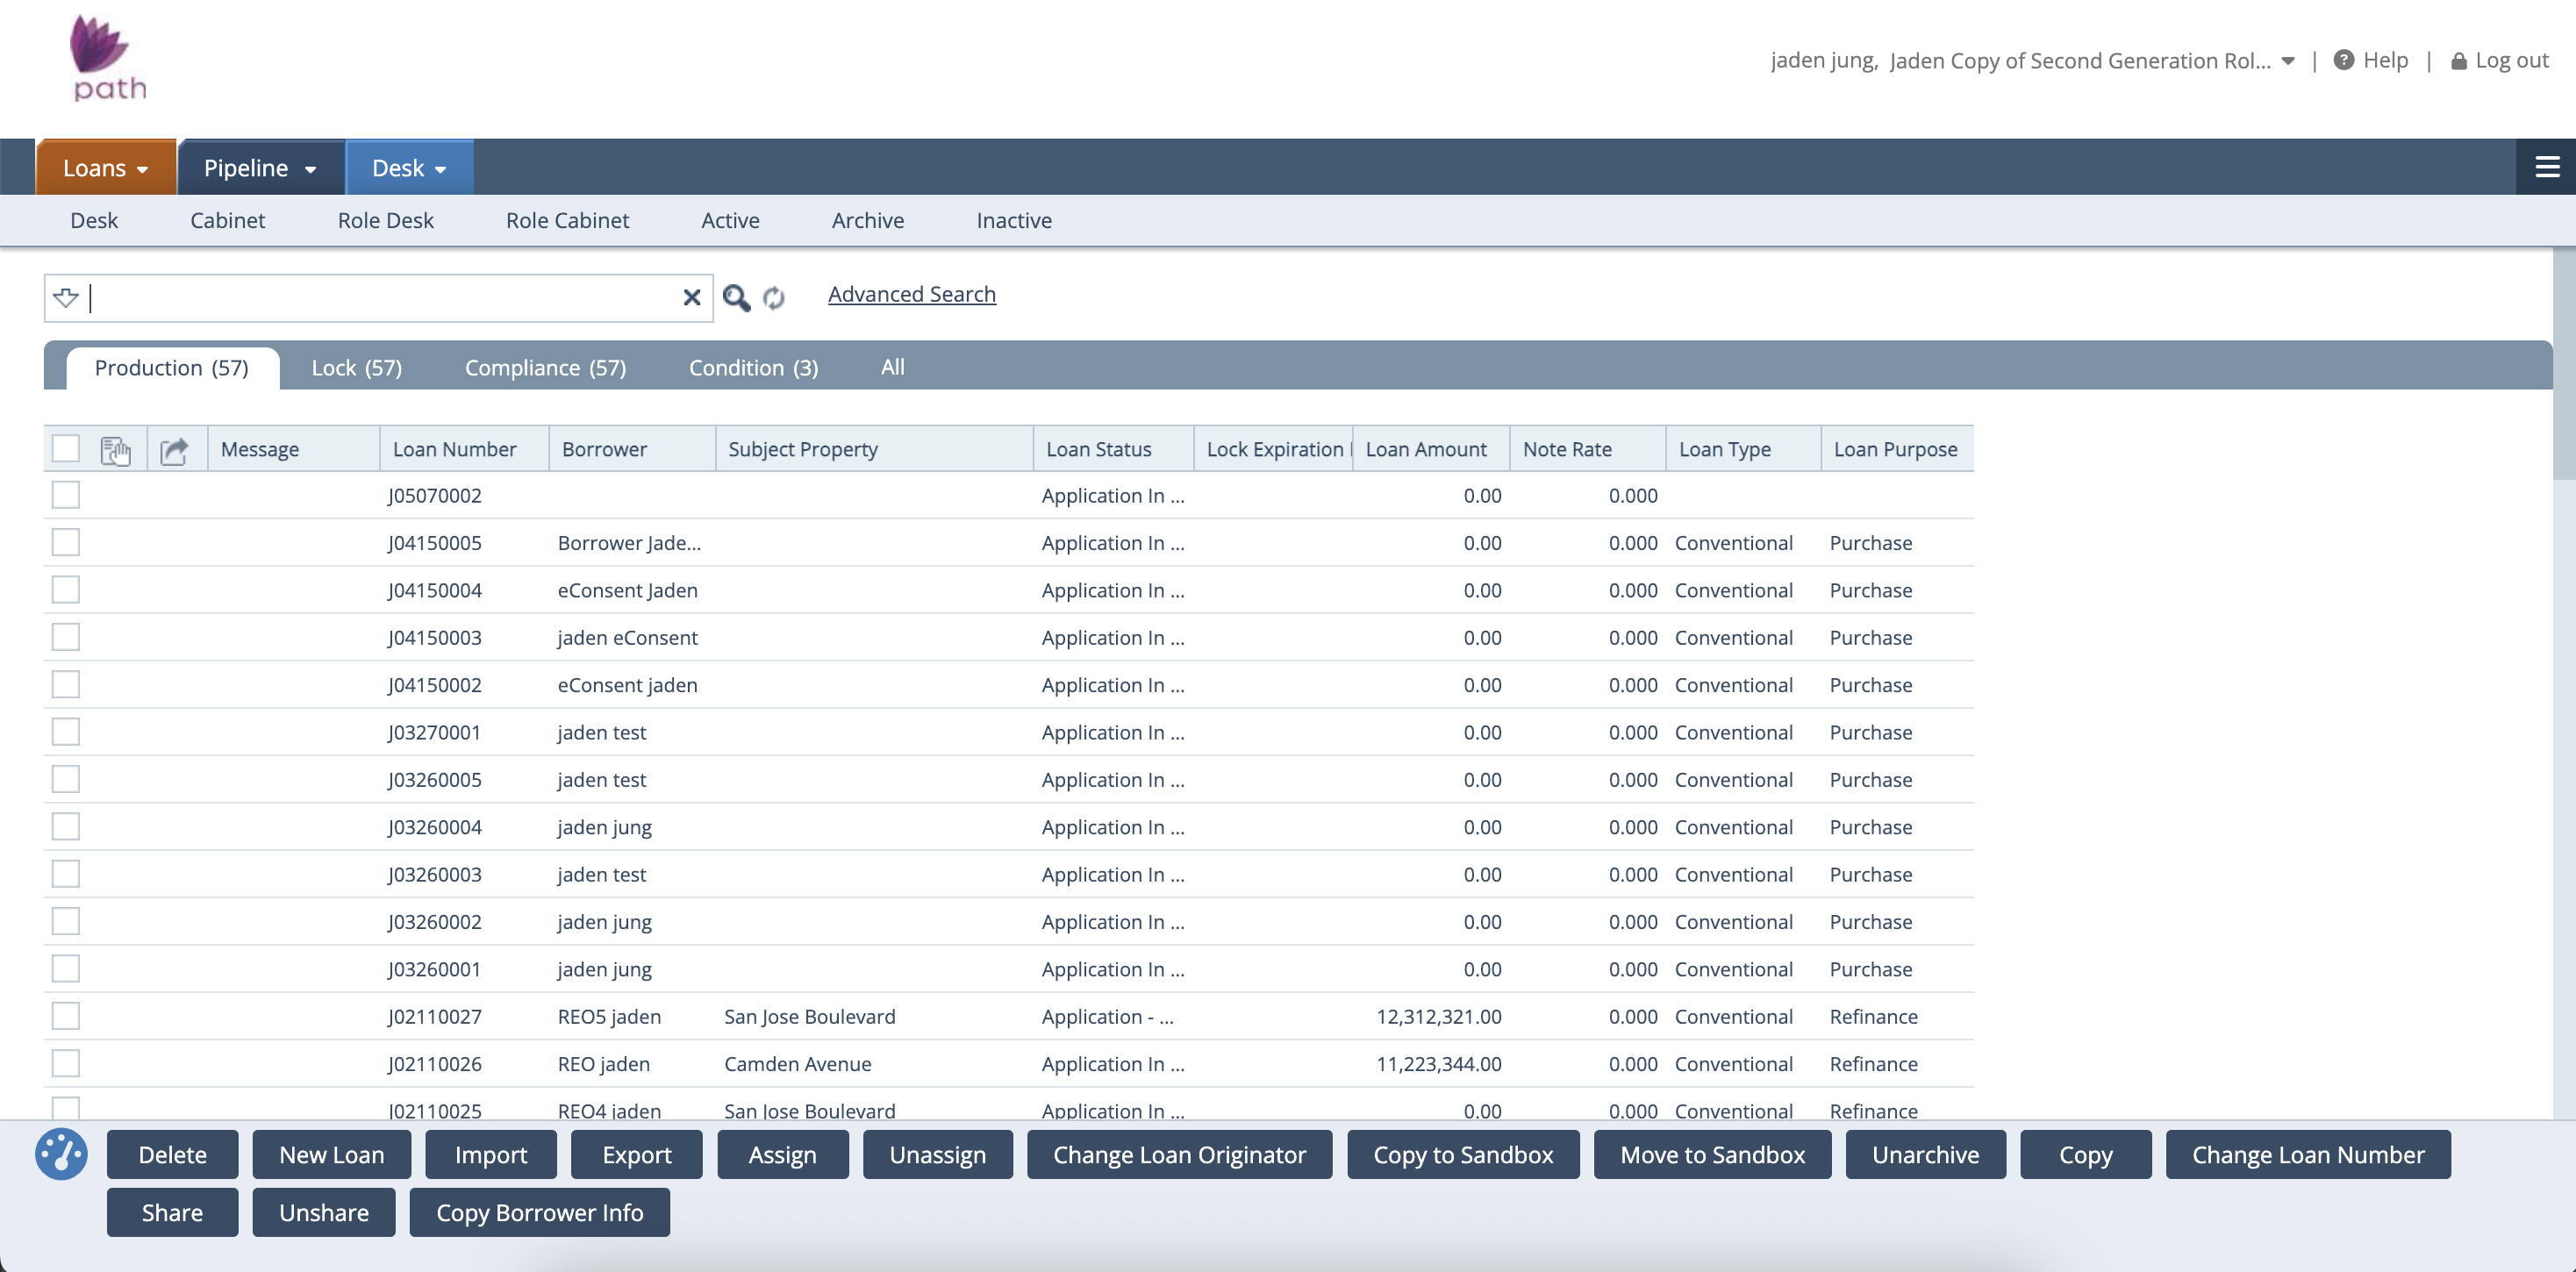 path
jaden jung, Jaden Copy of Second Generation Rol... | Help | Log out
Loans Pipeline Desk
Desk Cabinet Role Desk Role Cabinet Active Archive Inactive
Advanced Search
Production (57) Lock (57) Compliance (57) Condition (3) All
Message Loan Number Borrower Subject Property Loan Status Lock Expiration Loan Amount Note Rate Loan Type Loan Purpose
J05070002 Application In ... 0.00 0.000
J04150005 Borrower Jade... Application In ... 0.00 0.000 Conventional Purchase
J04150004 eConsent Jaden Application In ... 0.00 0.000 Conventional Purchase
J04150003 jaden eConsent Application In ... 0.00 0.000 Conventional Purchase
J04150002 eConsent jaden Application In ... 0.00 0.000 Conventional Purchase
J03270001 jaden test Application In ... 0.00 0.000 Conventional Purchase
J03260005 jaden test Application In ... 0.00 0.000 Conventional Purchase
J03260004 jaden jung Application In ... 0.00 0.000 Conventional Purchase
J03260003 jaden test Application In ... 0.00 0.000 Conventional Purchase
J03260002 jaden jung Application In ... 0.00 0.000 Conventional Purchase
J03260001 jaden jung Application In ... 0.00 0.000 Conventional Purchase
J02110027 REO5 jaden San Jose Boulevard Application - ... 12,312,321.00 0.000 Conventional Refinance
J02110026 REO jaden Camden Avenue Application In ... 11,223,344.00 0.000 Conventional Refinance
J02110025 REO4 jaden San Jose Boulevard Application In ... 0.00 0.000 Conventional Refinance
Delete New Loan Import Export Assign Unassign Change Loan Originator Copy to Sandbox Move to Sandbox Unarchive Copy Change Loan Number
Share Unshare Copy Borrower Info